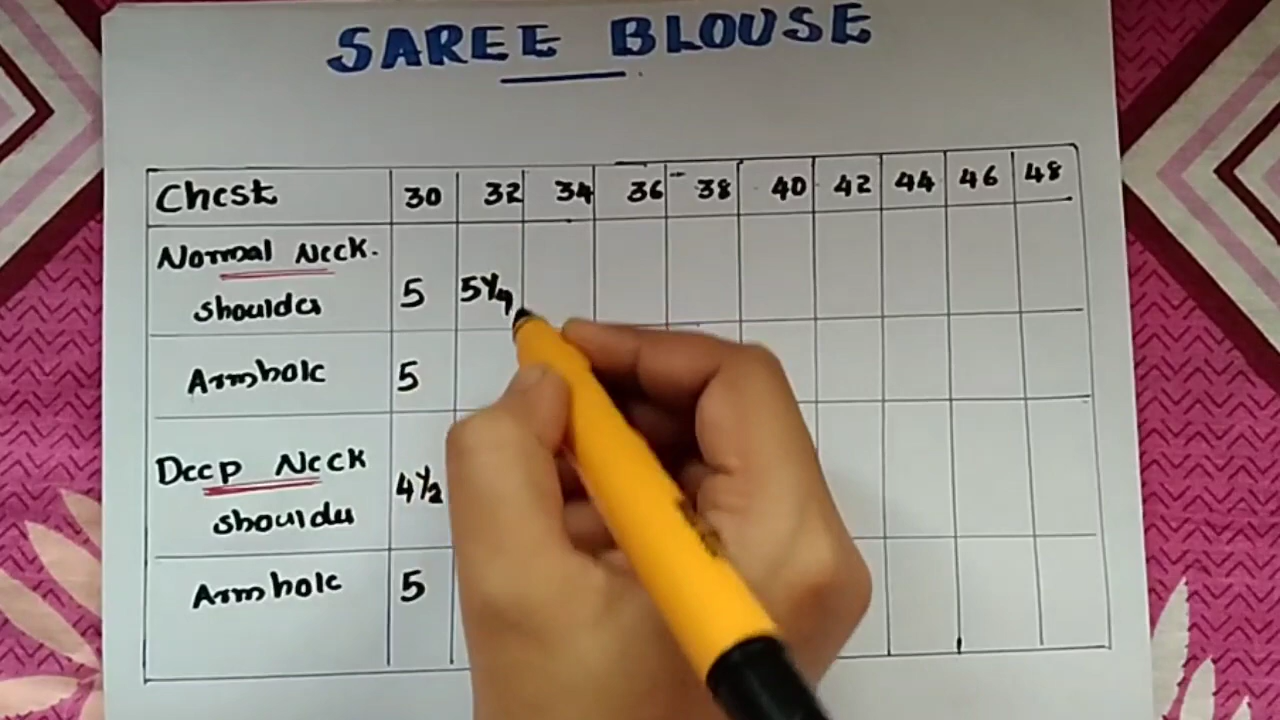 SAREE BLOUSE
Chest 30 32 34 36 38 40 42 44 46 48
Normal Neck.
shoulder 5 5¼
Armhole 5
Deep Neck
shoulder 4½
Armhole 5